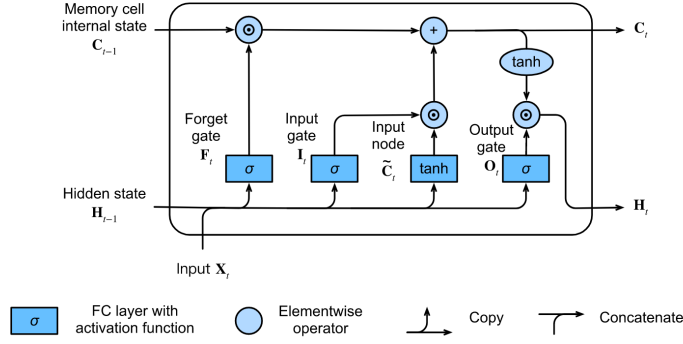 Memory cell
internal state
C_{t-1}
C_t
tanh
Forget
gate
F_t
Input
gate
I_t
Input
node
C̃_t
Output
gate
O_t
σ
σ
tanh
σ
Hidden state
H_{t-1}
H_t
Input X_t
σ
FC layer with
activation function
Elementwise
operator
Copy
Concatenate